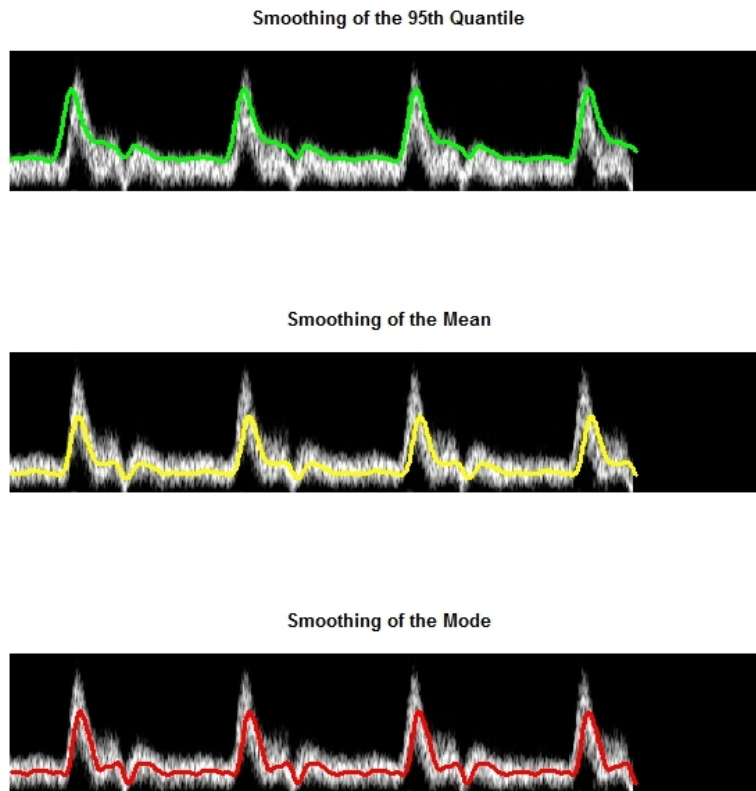 Smoothing of the 95th Quantile
Smoothing of the Mean
Smoothing of the Mode